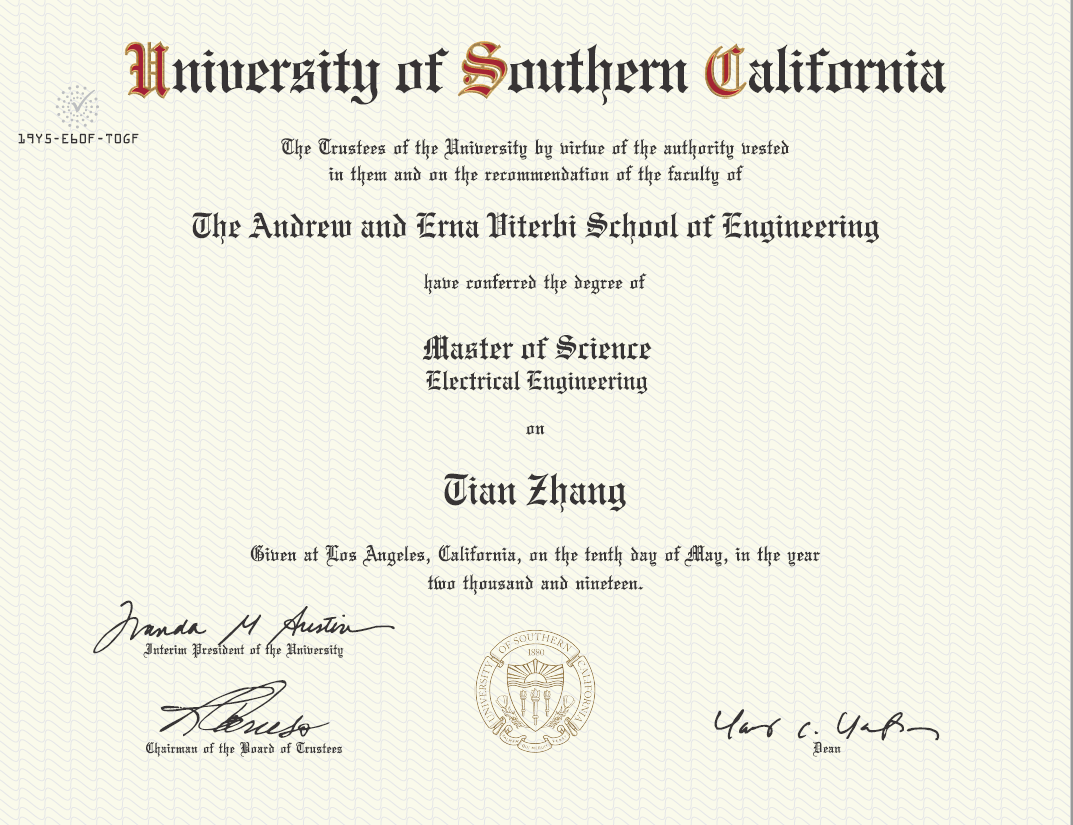 University of Southern California
19Y5-E6OF-TOGF
The Trustees of the University by virtue of the authority vested
in them and on the recommendation of the faculty of
The Andrew and Erna Viterbi School of Engineering
have conferred the degree of
Master of Science
Electrical Engineering
on
Tian Zhang
Given at Los Angeles, California, on the tenth day of May, in the year
two thousand and nineteen.
Wanda M Austin
Interim President of the University
Chairman of the Board of Trustees
UNIVERSITY OF SOUTHERN CALIFORNIA
1880
Dean